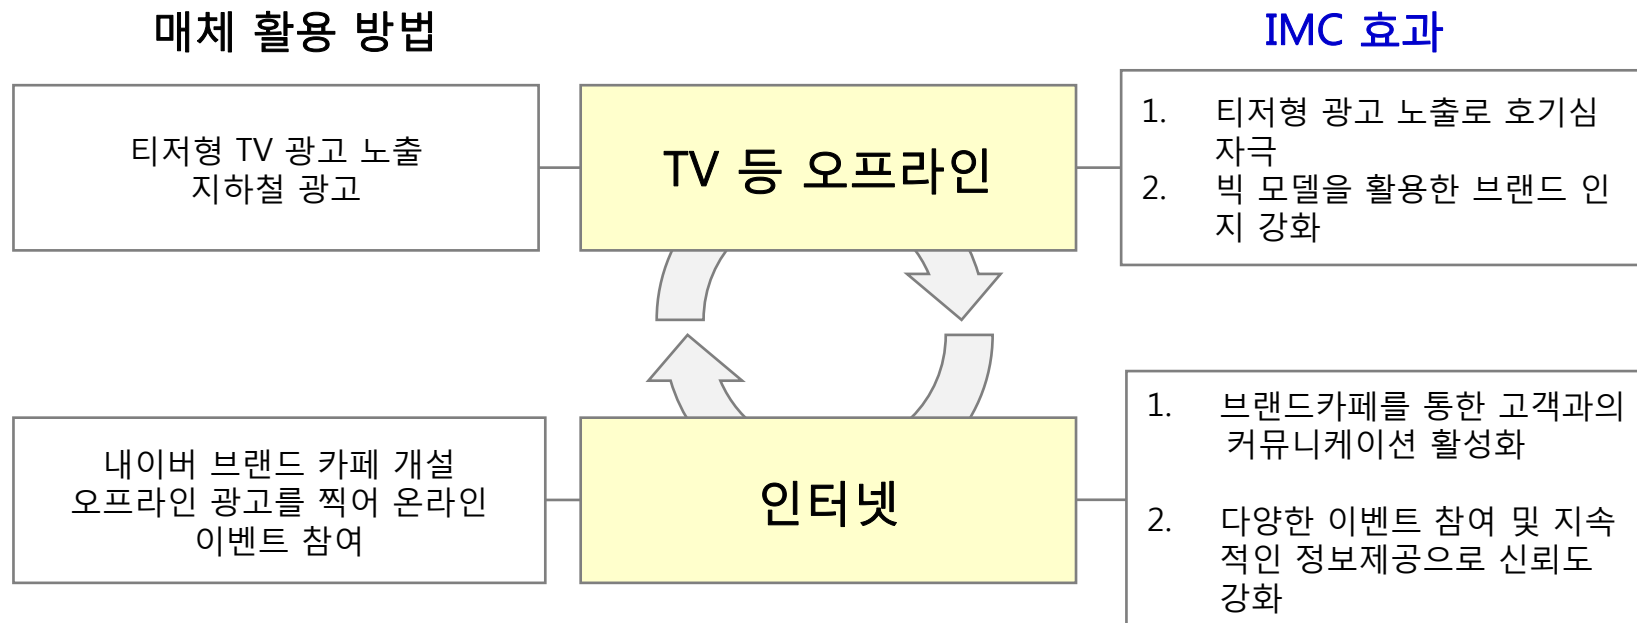 매체 활용 방법
IMC 효과
티저형 TV 광고 노출
지하철 광고
TV 등 오프라인
1. 티저형 광고 노출로 호기심
자극
2. 빅 모델을 활용한 브랜드 인
지 강화
내이버 브랜드 카페 개설
오프라인 광고를 찍어 온라인
이벤트 참여
인터넷
1. 브랜드카페를 통한 고객과의
커뮤니케이션 활성화
2. 다양한 이벤트 참여 및 지속
적인 정보제공으로 신뢰도
강화